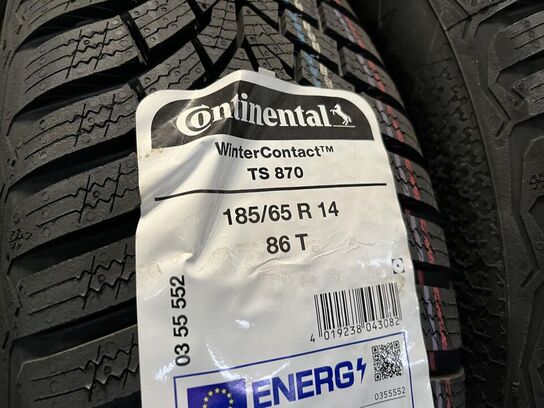 Continental
WinterContact™
TS 870
185/65 R 14
86 T
03 55 552
4 019238 043082
ENERG
0355552